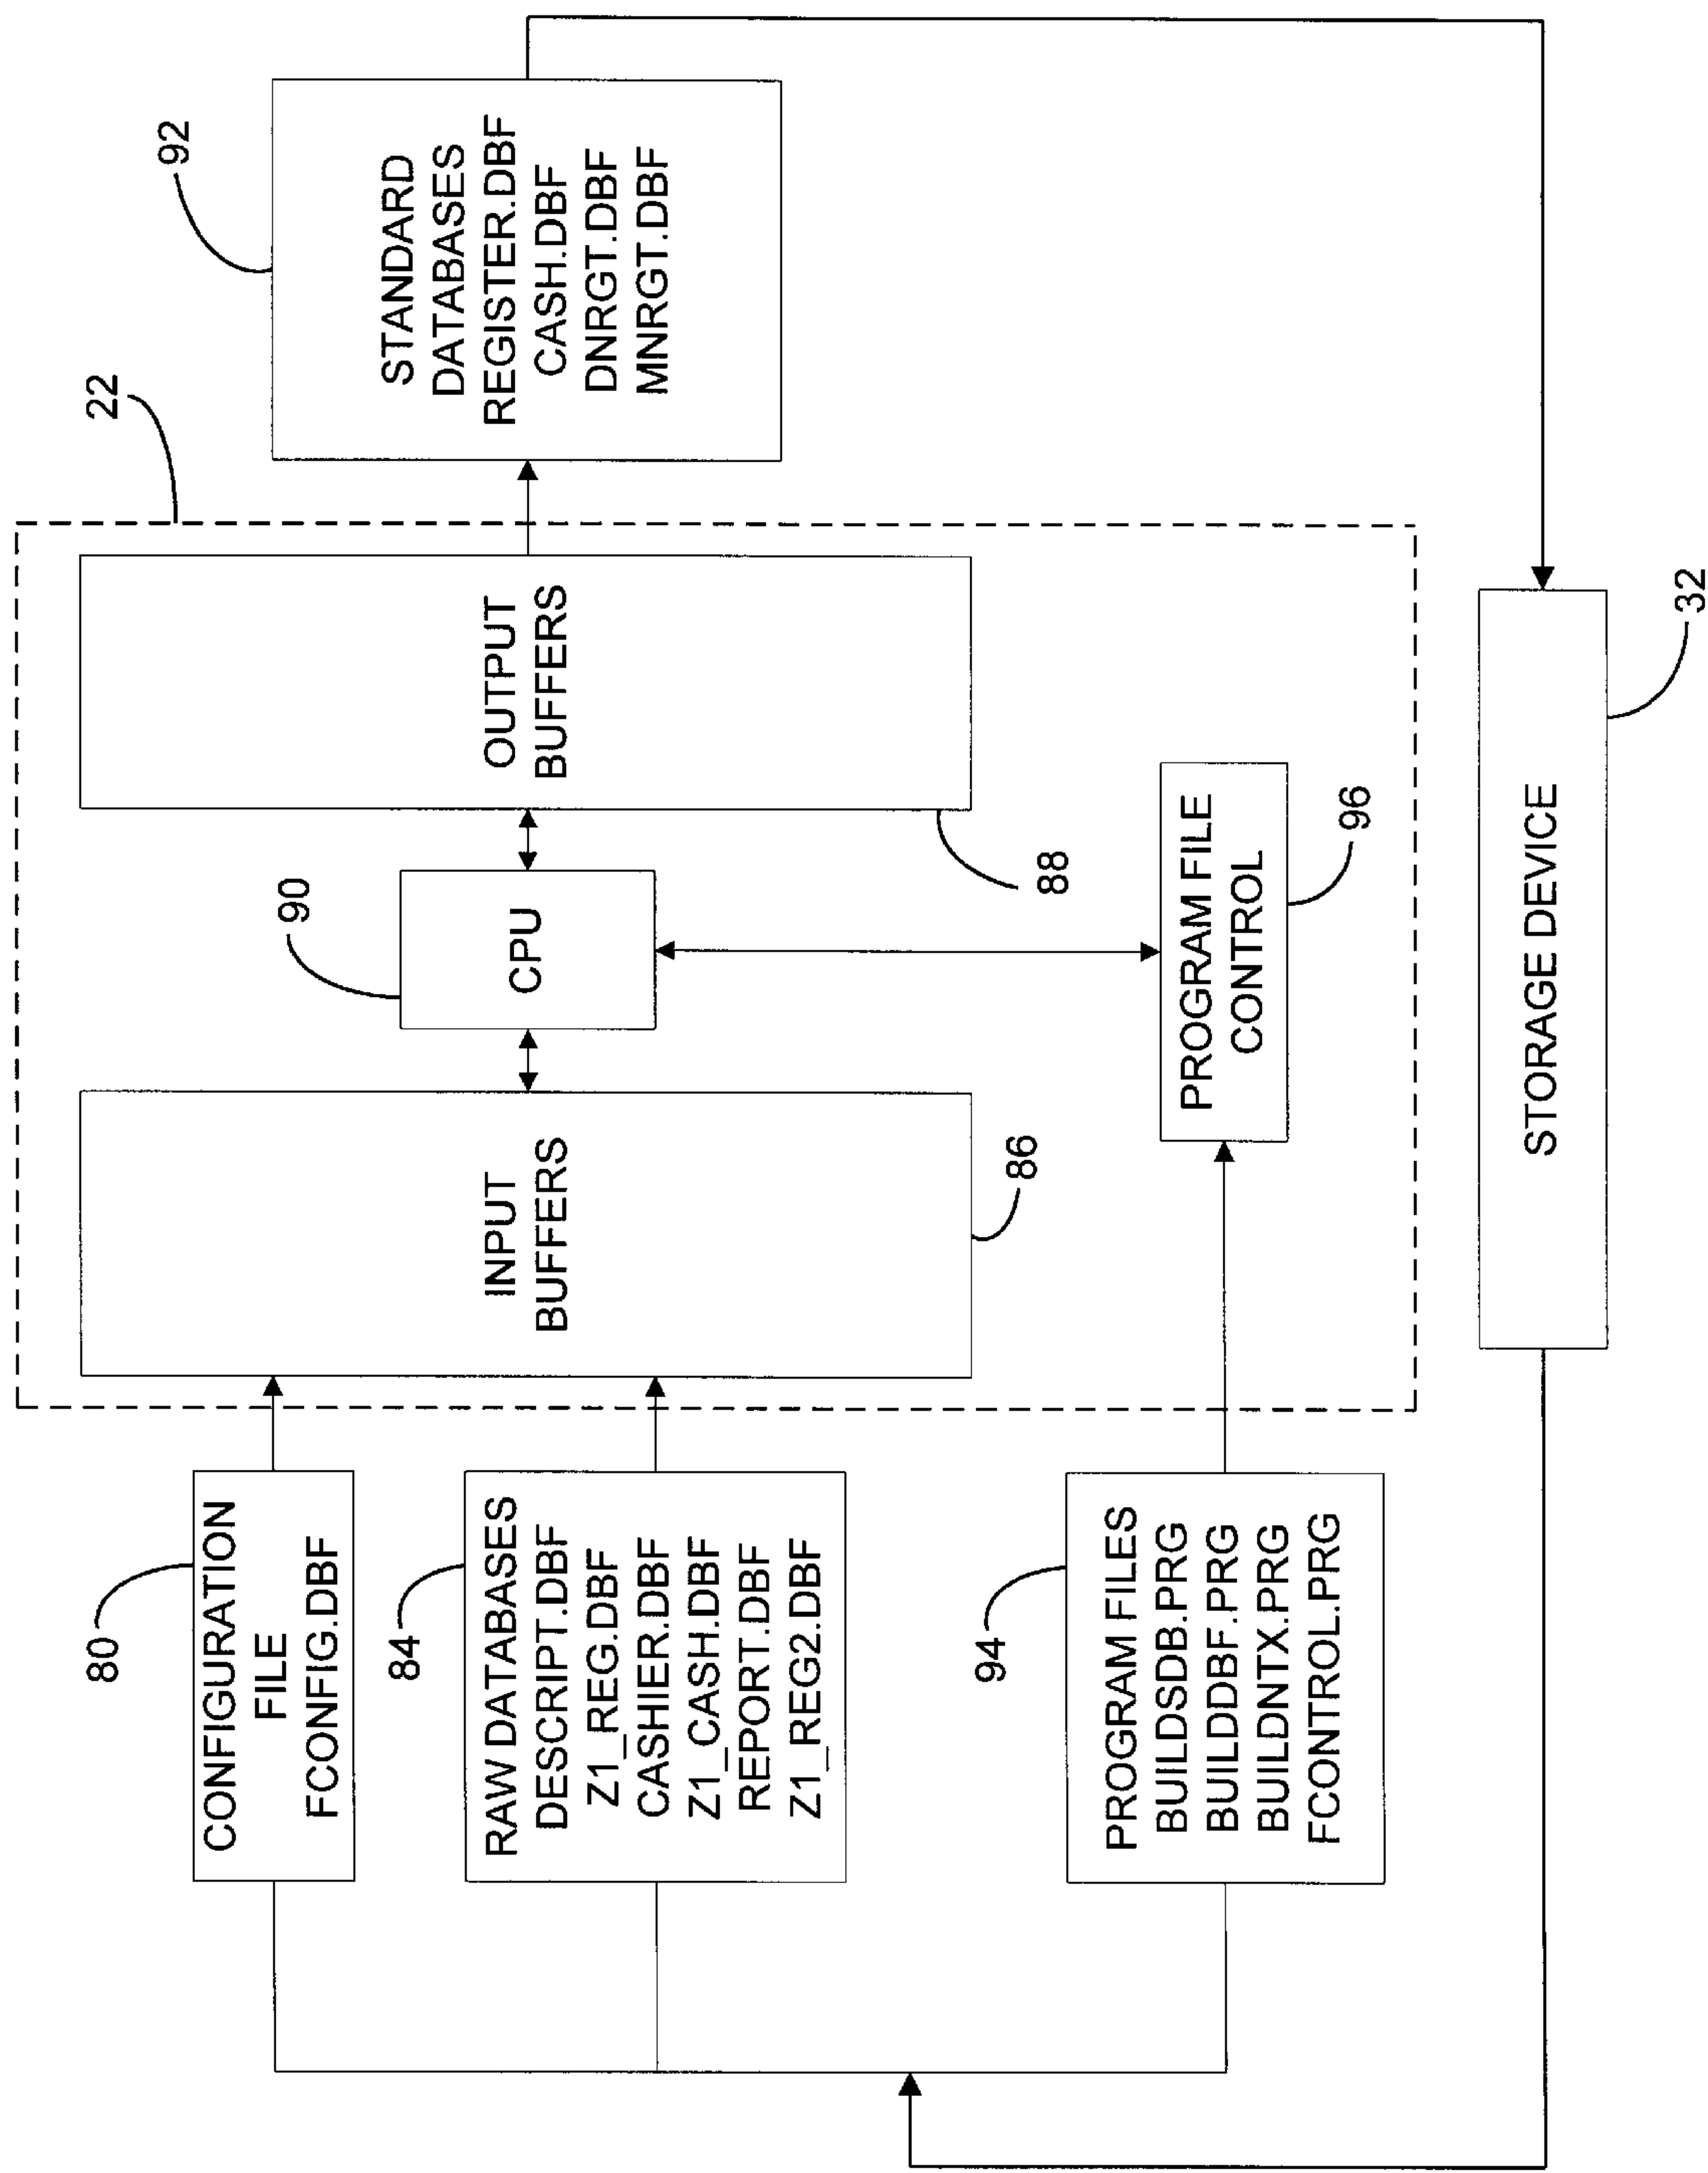 80
CONFIGURATION
FILE
FCONFIG.DBF
84
RAW DATABASES
DESCRIPT.DBF
Z1_REG.DBF
CASHIER.DBF
Z1_CASH.DBF
REPORT.DBF
Z1_REG2.DBF
94
PROGRAM FILES
BUILDSDB.PRG
BUILDDBF.PRG
BUILDNTX.PRG
FCONTROL.PRG
INPUT
BUFFERS
86
90
CPU
OUTPUT
BUFFERS
88
22
PROGRAM FILE
CONTROL
96
92
STANDARD
DATABASES
REGISTER.DBF
CASH.DBF
DNRGT.DBF
MNRGT.DBF
STORAGE DEVICE
32